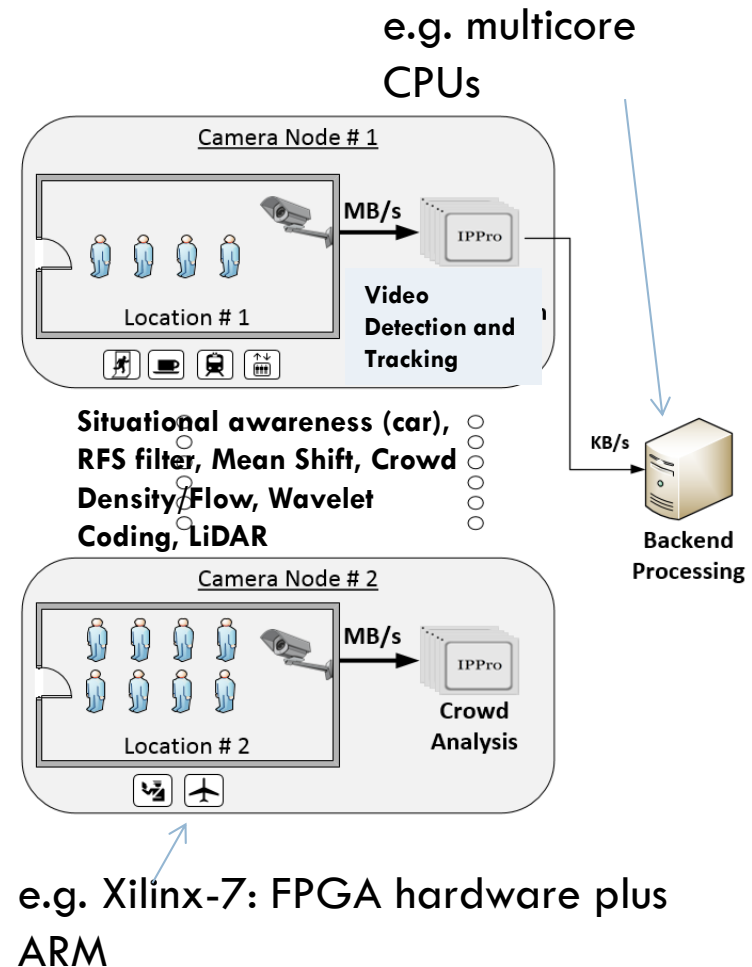 e.g. multicore
CPUs
Camera Node # 1
MB/s
IPPro
Location # 1
Video
Detection and
Tracking
n
Situational awareness (car),
RFS filter, Mean Shift, Crowd
Density/Flow, Wavelet
Coding, LiDAR
KB/s
Backend
Processing
Camera Node # 2
MB/s
IPPro
Crowd
Analysis
Location # 2
e.g. Xilinx-7: FPGA hardware plus
ARM